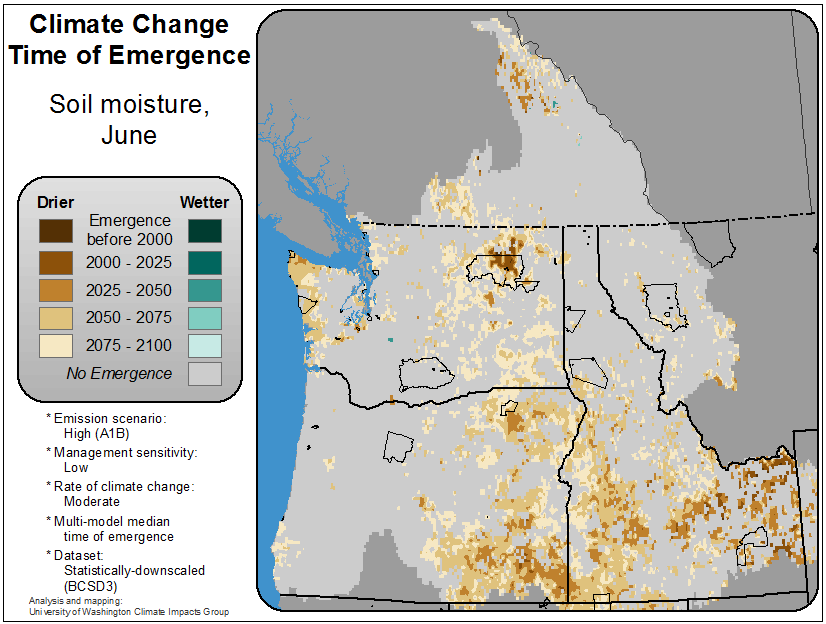 Climate Change
Time of Emergence
Soil moisture,
June
Drier
Wetter
Emergence
before 2000
2000 - 2025
2025 - 2050
2050 - 2075
2075 - 2100
No Emergence
* Emission scenario:
High (A1B)
* Management sensitivity:
Low
* Rate of climate change:
Moderate
* Multi-model median
time of emergence
* Dataset:
Statistically-downscaled
(BCSD3)
Analysis and mapping:
University of Washington Climate Impacts Group